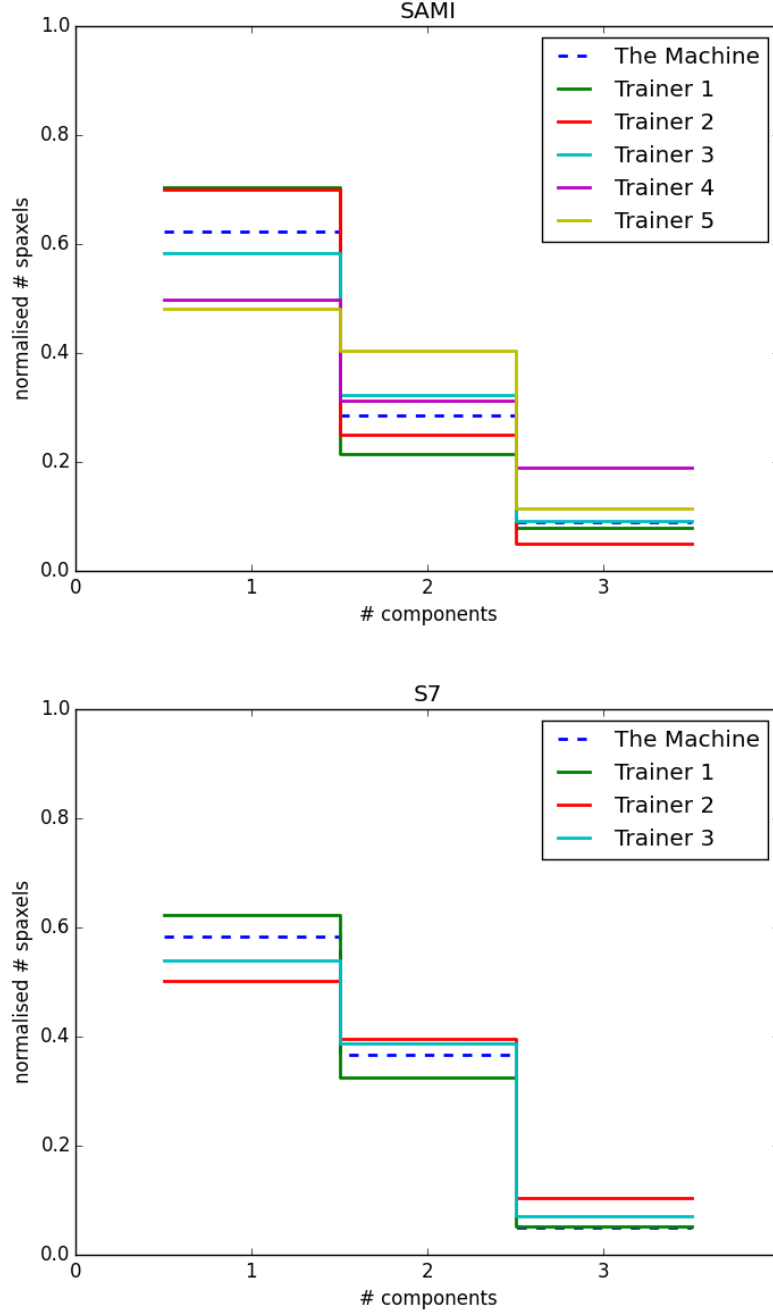 SAMI
1.0
The Machine
Trainer 1
0.8
Trainer 2
Trainer 3
Trainer 4
Trainer 5
0.6
normalised # spaxels
0.4
0.2
0.0
0
1
2
3
# components
S7
1.0
The Machine
Trainer 1
0.8
Trainer 2
Trainer 3
0.6
normalised # spaxels
0.4
0.2
0.0
0
1
2
3
# components